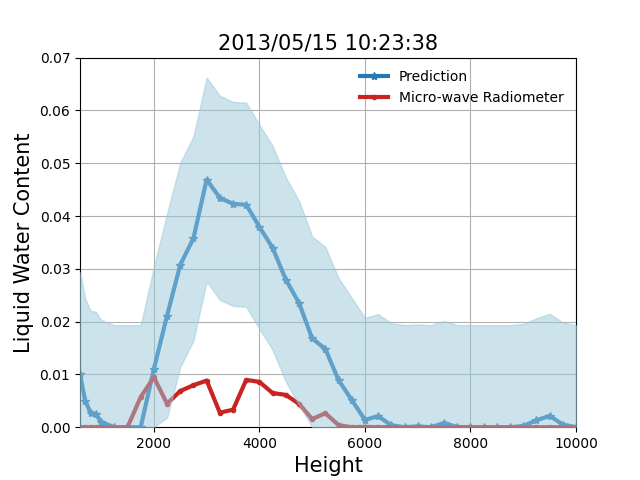 2013/05/15 10:23:38
Prediction
Micro-wave Radiometer
Liquid Water Content
0.07
0.06
0.05
0.04
0.03
0.02
0.01
0.00
2000 4000 6000 8000 10000
Height